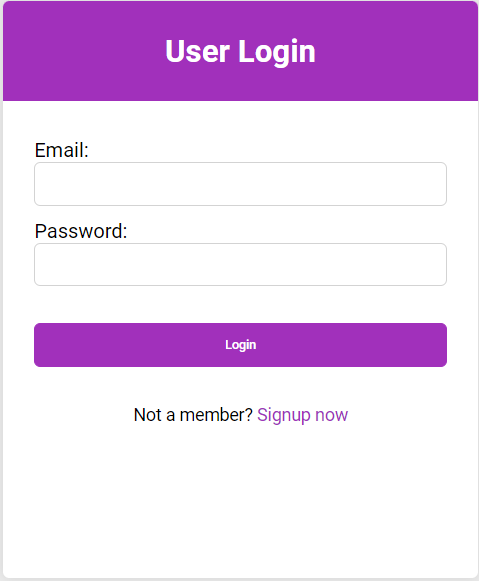 User Login
Email:
Password:
Login
Not a member? Signup now